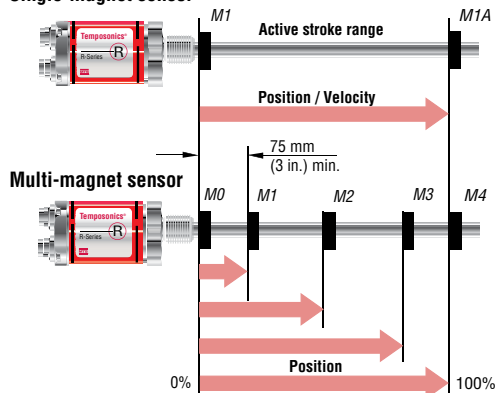 Single-magnet sensor
M1
M1A
Temposonics®
R-Series
R
Active stroke range
Position / Velocity
75 mm
(3 in.) min.
Multi-magnet sensor
M0
M1
M2
M3
M4
Temposonics®
R-Series
R
Position
0%
100%